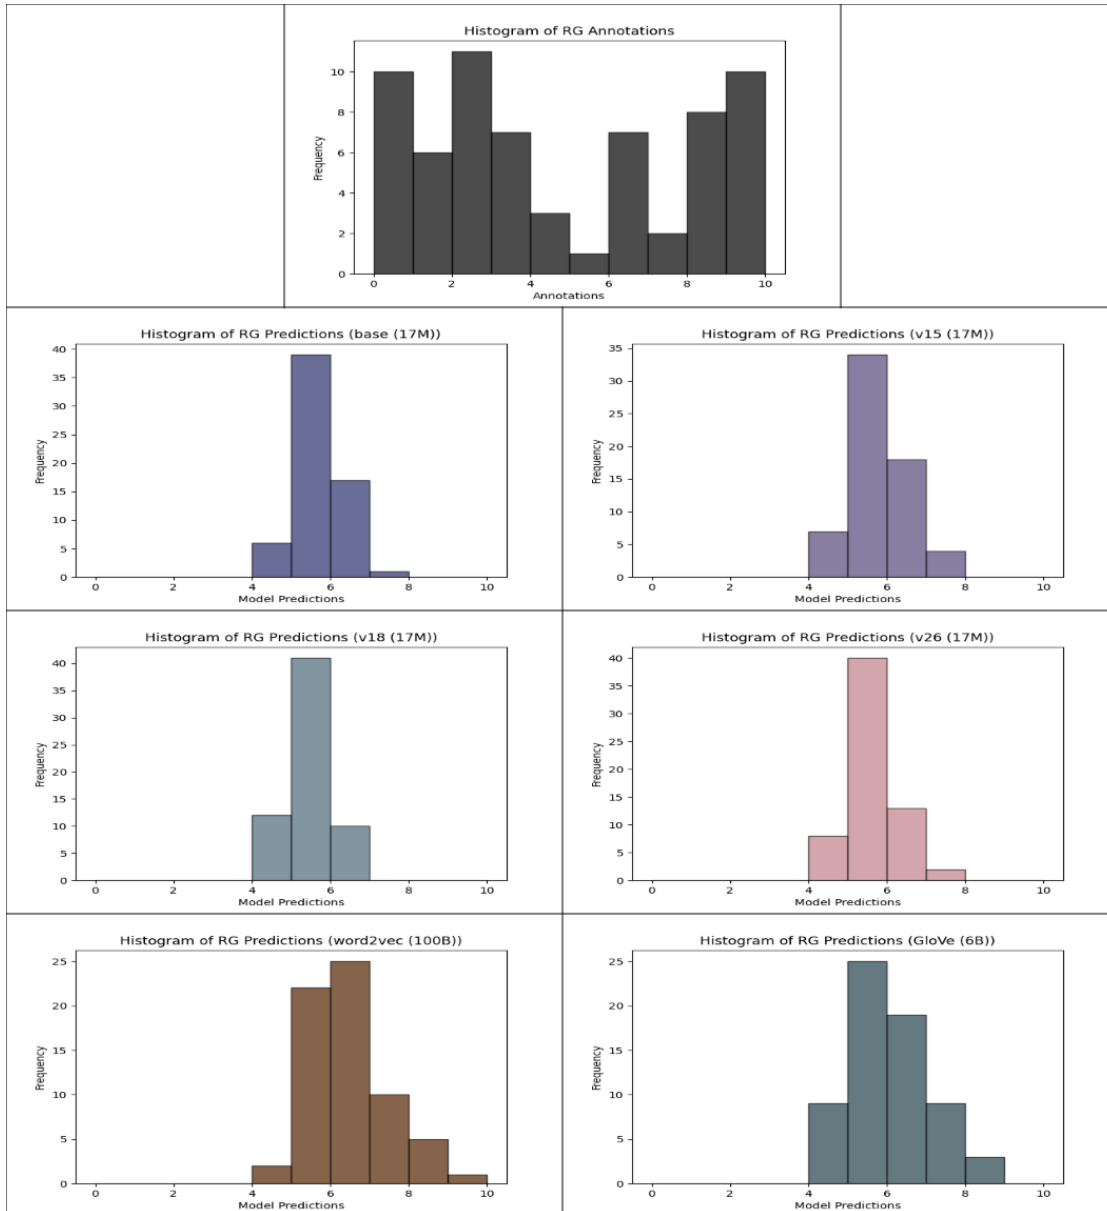 Histogram of RG Annotations
10
8
6
4
2
0
Frequency
0 2 4 6 8 10
Annotations
Histogram of RG Predictions (base (17M))
40
35
30
25
20
15
10
5
0
Frequency
0 2 4 6 8 10
Model Predictions
Histogram of RG Predictions (v15 (17M))
35
30
25
20
15
10
5
0
Frequency
0 2 4 6 8 10
Model Predictions
Histogram of RG Predictions (v18 (17M))
40
35
30
25
20
15
10
5
0
Frequency
0 2 4 6 8 10
Model Predictions
Histogram of RG Predictions (v26 (17M))
40
35
30
25
20
15
10
5
0
Frequency
0 2 4 6 8 10
Model Predictions
Histogram of RG Predictions (word2vec (100B))
25
20
15
10
5
0
Frequency
0 2 4 6 8 10
Model Predictions
Histogram of RG Predictions (GloVe (6B))
25
20
15
10
5
0
Frequency
0 2 4 6 8 10
Model Predictions